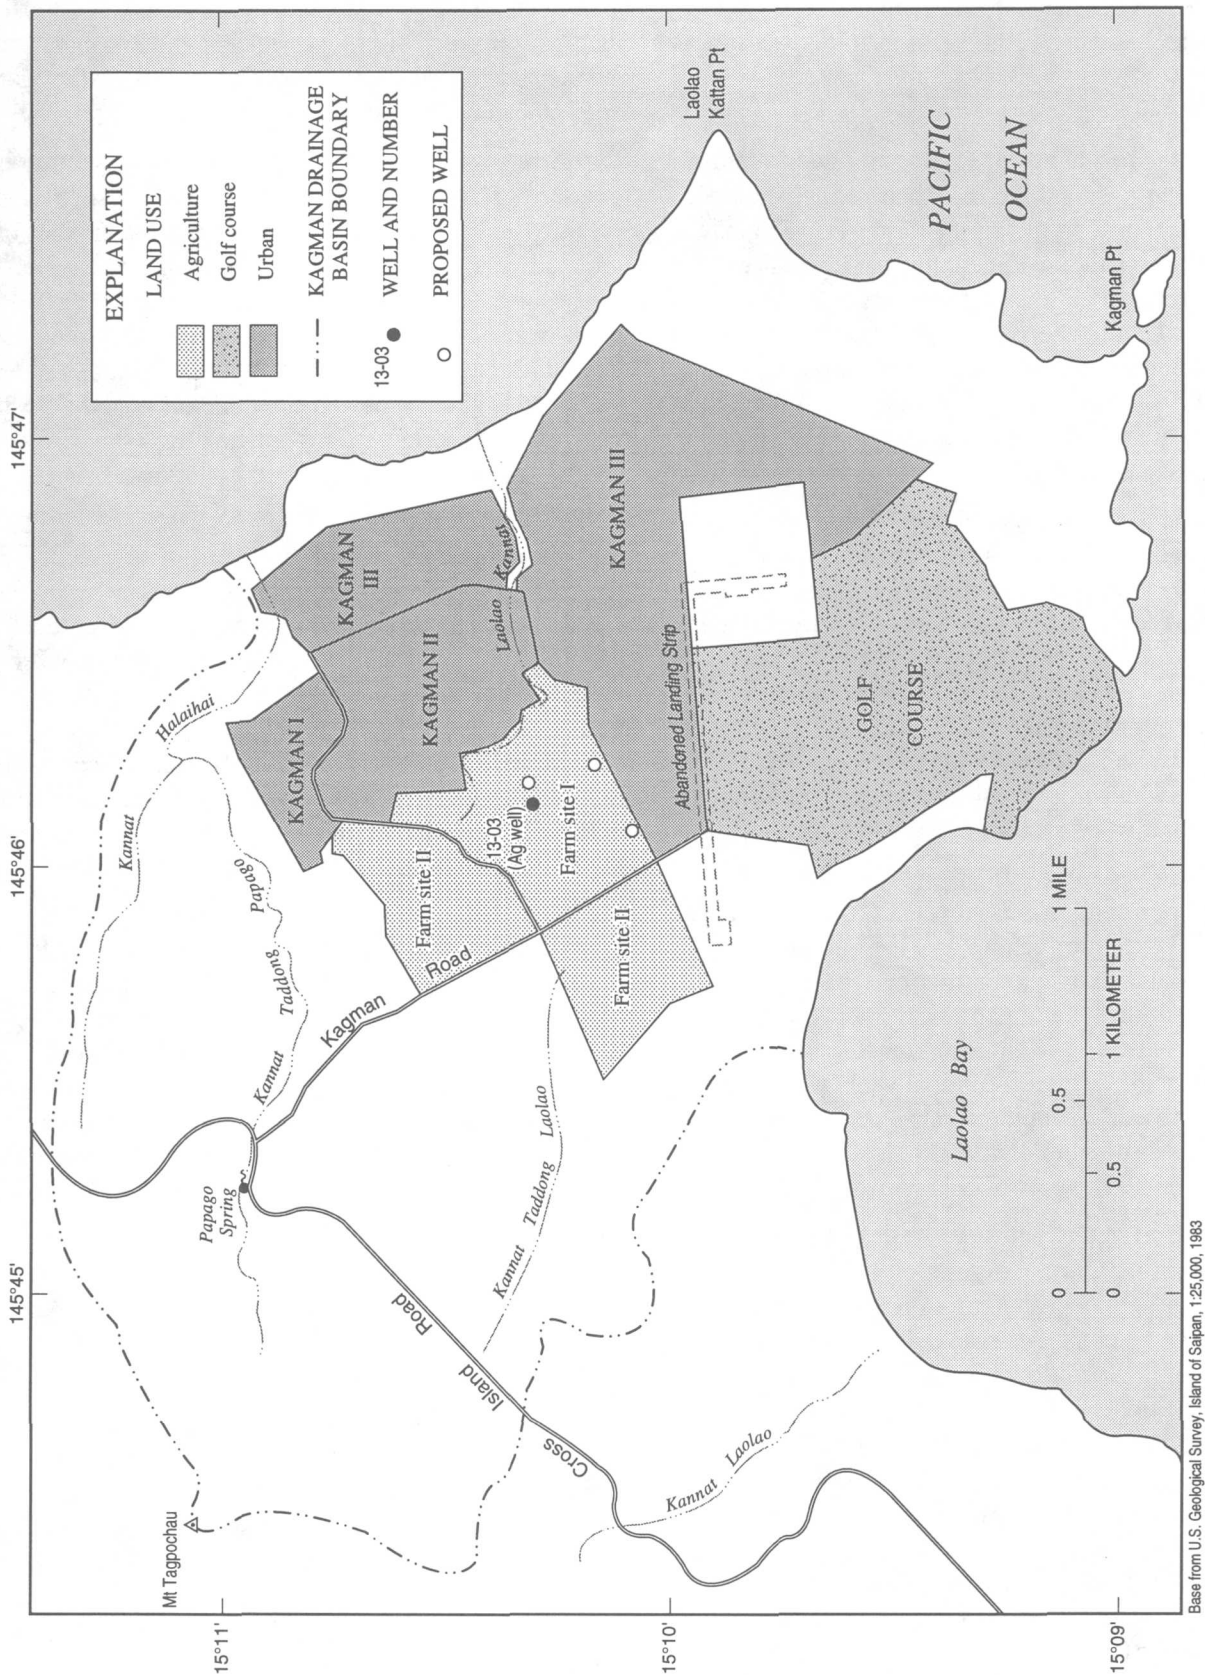 145°45'
145°46'
145°47'
15°11'
15°10'
15°09'
EXPLANATION
LAND USE
Agriculture
Golf course
Urban
KAGMAN DRAINAGE
BASIN BOUNDARY
13-03
WELL AND NUMBER
PROPOSED WELL
Mt Tagpochau
Papago
Spring
Kannat
Taddong
Papago
Kannat
Halaihai
Kagman
Road
Cross
Island
Road
Kannat
Taddong
Laolao
Kannat
Laolao
KAGMAN I
KAGMAN II
KAGMAN
III
Laolao
Kannat
KAGMAN III
Farm site II
13-03
(Ag well)
Farm site I
Farm site II
Abandoned Landing Strip
GOLF
COURSE
Laolao
Kattan Pt
PACIFIC
OCEAN
Kagman Pt
Laolao Bay
0
0.5
1 MILE
0
0.5
1 KILOMETER
Base from U.S. Geological Survey, Island of Saipan, 1:25,000, 1983